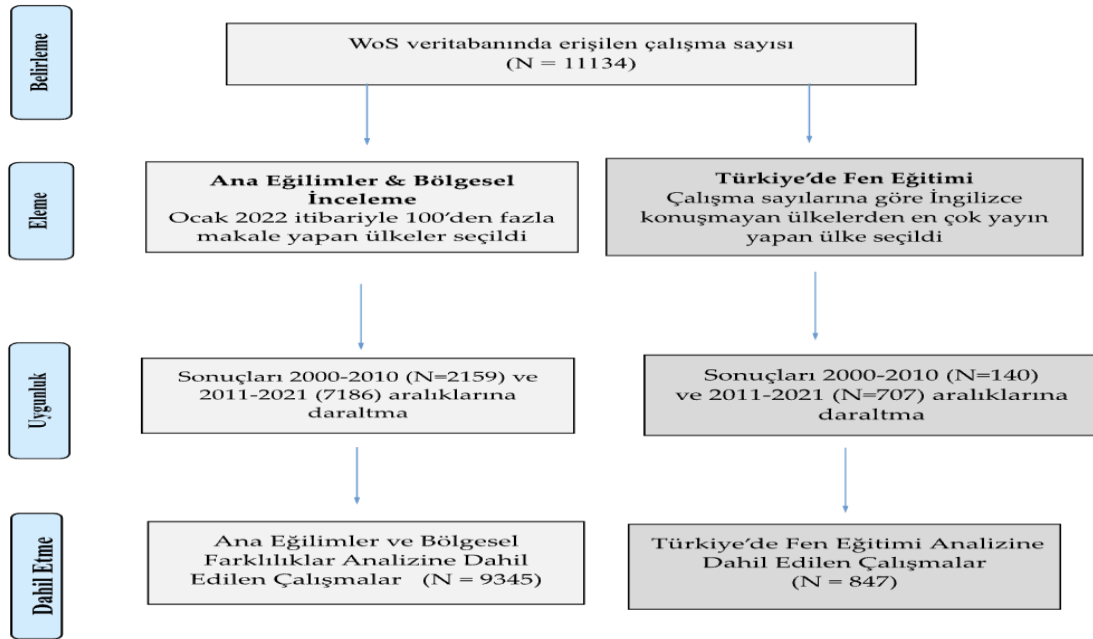 Belirleme
WoS veritabanında erişilen çalışma sayısı
(N = 11134)
Eleme
Ana Eğilimler & Bölgesel
İnceleme
Ocak 2022 itibariyle 100’den fazla
makale yapan ülkeler seçildi
Türkiye’de Fen Eğitimi
Çalışma sayılarına göre İngilizce
konuşmayan ülkelerden en çok yayın
yapan ülke seçildi
Uygunluk
Sonuçları 2000-2010 (N=2159) ve
2011-2021 (7186) aralıklarına
daraltma
Sonuçları 2000-2010 (N=140)
ve 2011-2021 (N=707) aralıklarına
daraltma
Dahil Etme
Ana Eğilimler ve Bölgesel
Farklılıklar Analizine Dahil
Edilen Çalışmalar (N = 9345)
Türkiye’de Fen Eğitimi Analizine
Dahil Edilen Çalışmalar
(N = 847)